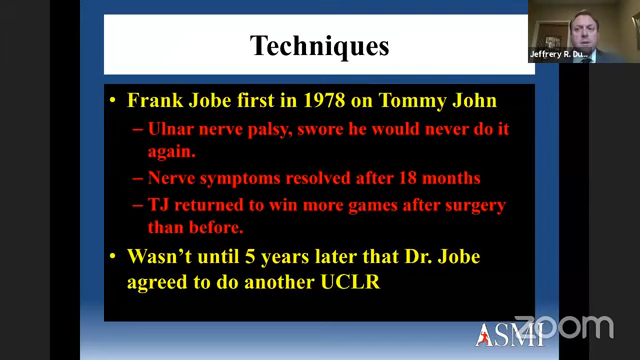 Techniques
Jeffrery R. Du...
• Frank Jobe first in 1978 on Tommy John
– Ulnar nerve palsy, swore he would never do it
again.
– Nerve symptoms resolved after 18 months
– TJ returned to win more games after surgery
than before.
• Wasn't until 5 years later that Dr. Jobe
agreed to do another UCLR
zoom
ASMI